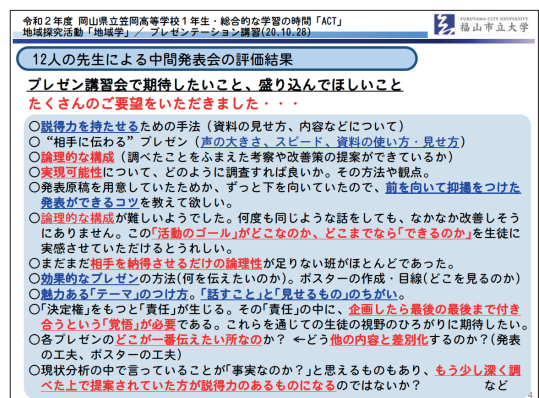 令和2年度 岡山県立笠岡高等学校1年生・総合的な学習の時間「ACT」
地域探究活動「地域学」/ プレゼンテーション講習(20.10.28)
FUKUYAMA CITY UNIVERSITY
福山市立大学
12人の先生による中間発表会の評価結果
プレゼン講習会で期待したいこと、盛り込んでほしいこと
たくさんのご要望をいただきました・・・
○説得力を持たせるための手法（資料の見せ方、内容などについて）
○“相手に伝わる”プレゼン（声の大きさ、スピード、資料の使い方・見せ方）
○論理的な構成（調べたことをふまえた考察や改善策の提案ができているか）
○実現可能性について、どのように調査すれば良いか。その方法や観点。
○発表原稿を用意していたためか、ずっと下を向いていたので、前を向いて抑揚をつけた
発表ができるコツを教えて欲しい。
○論理的な構成が難しいようでした。何度も同じような話をしても、なかなか改善しそう
にありません。この「活動のゴール」がどこなのか、どこまでなら「できるのか」を生徒に
実感させていただけるとうれしい。
○まだまだ相手を納得させるだけの論理性が足りない班がほとんどであった。
○効果的なプレゼンの方法(何を伝えたいのか)。ポスターの作成・目線(どこを見るのか)
○魅力ある「テーマ」のつけ方。「話すこと」と「見せるもの」のちがい。
○「決定権」をもつと「責任」が生じる。その「責任」の中に、企画したら最後の最後まで付き
合うという「覚悟」が必要である。これらを通じての生徒の視野のひろがりに期待したい。
○各プレゼンのどこが一番伝えたい所なのか? ←どう他の内容と差別化するのか?(発表
の工夫、ポスターの工夫)
○現状分析の中で言っていることが「事実なのか?」と思えるものもあり、もう少し深く調
べた上で提案されていた方が説得力のあるものになるのではないか? など
4